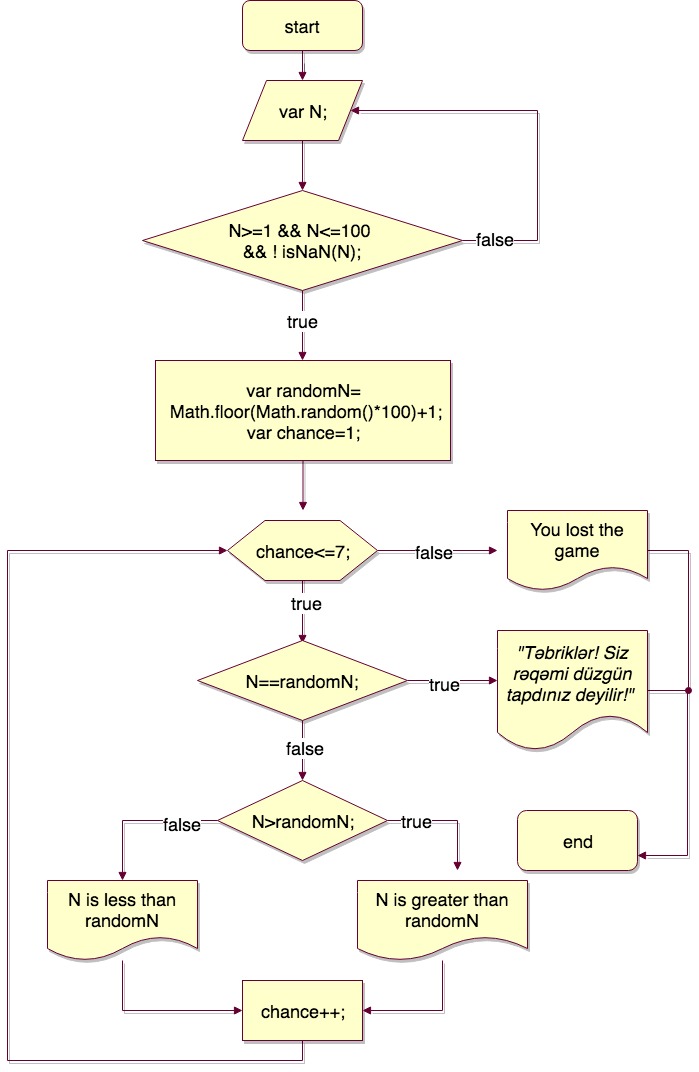 start
var N;
N>=1 && N<=100
&& ! isNaN(N);
false
true
var randomN=
Math.floor(Math.random()*100)+1;
var chance=1;
chance<=7;
false
You lost the
game
true
N==randomN;
true
"Təbriklər! Siz
rəqəmi düzgün
tapdınız deyilir!"
false
N>randomN;
false
true
end
N is less than
randomN
N is greater than
randomN
chance++;